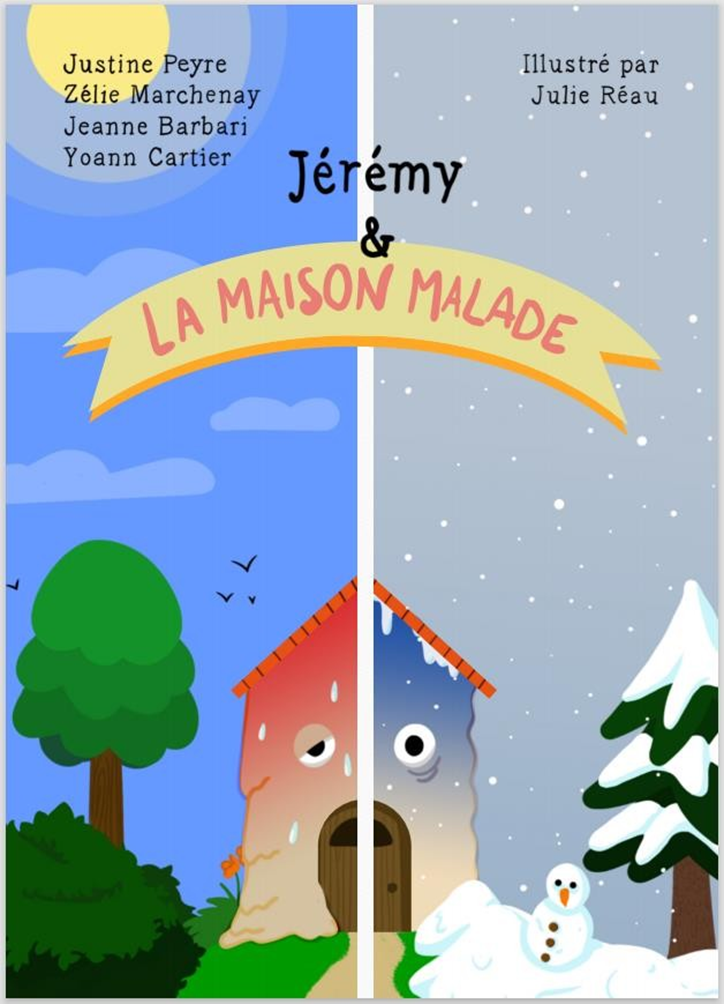 Justine Peyre
Zélie Marchenay
Jeanne Barbari
Yoann Cartier
Illustré par
Julie Réau
Jérémy
&
LA MAISON MALADE